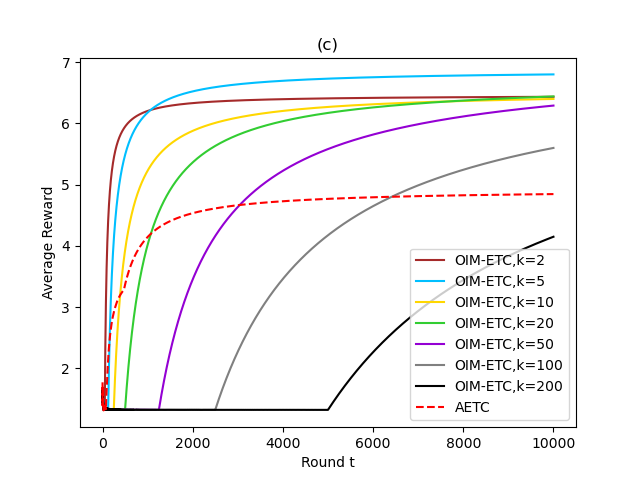 (c)
Average Reward
7
6
5
4
3
2
0
2000
4000
6000
8000
10000
Round t
OIM-ETC,k=2
OIM-ETC,k=5
OIM-ETC,k=10
OIM-ETC,k=20
OIM-ETC,k=50
OIM-ETC,k=100
OIM-ETC,k=200
AETC